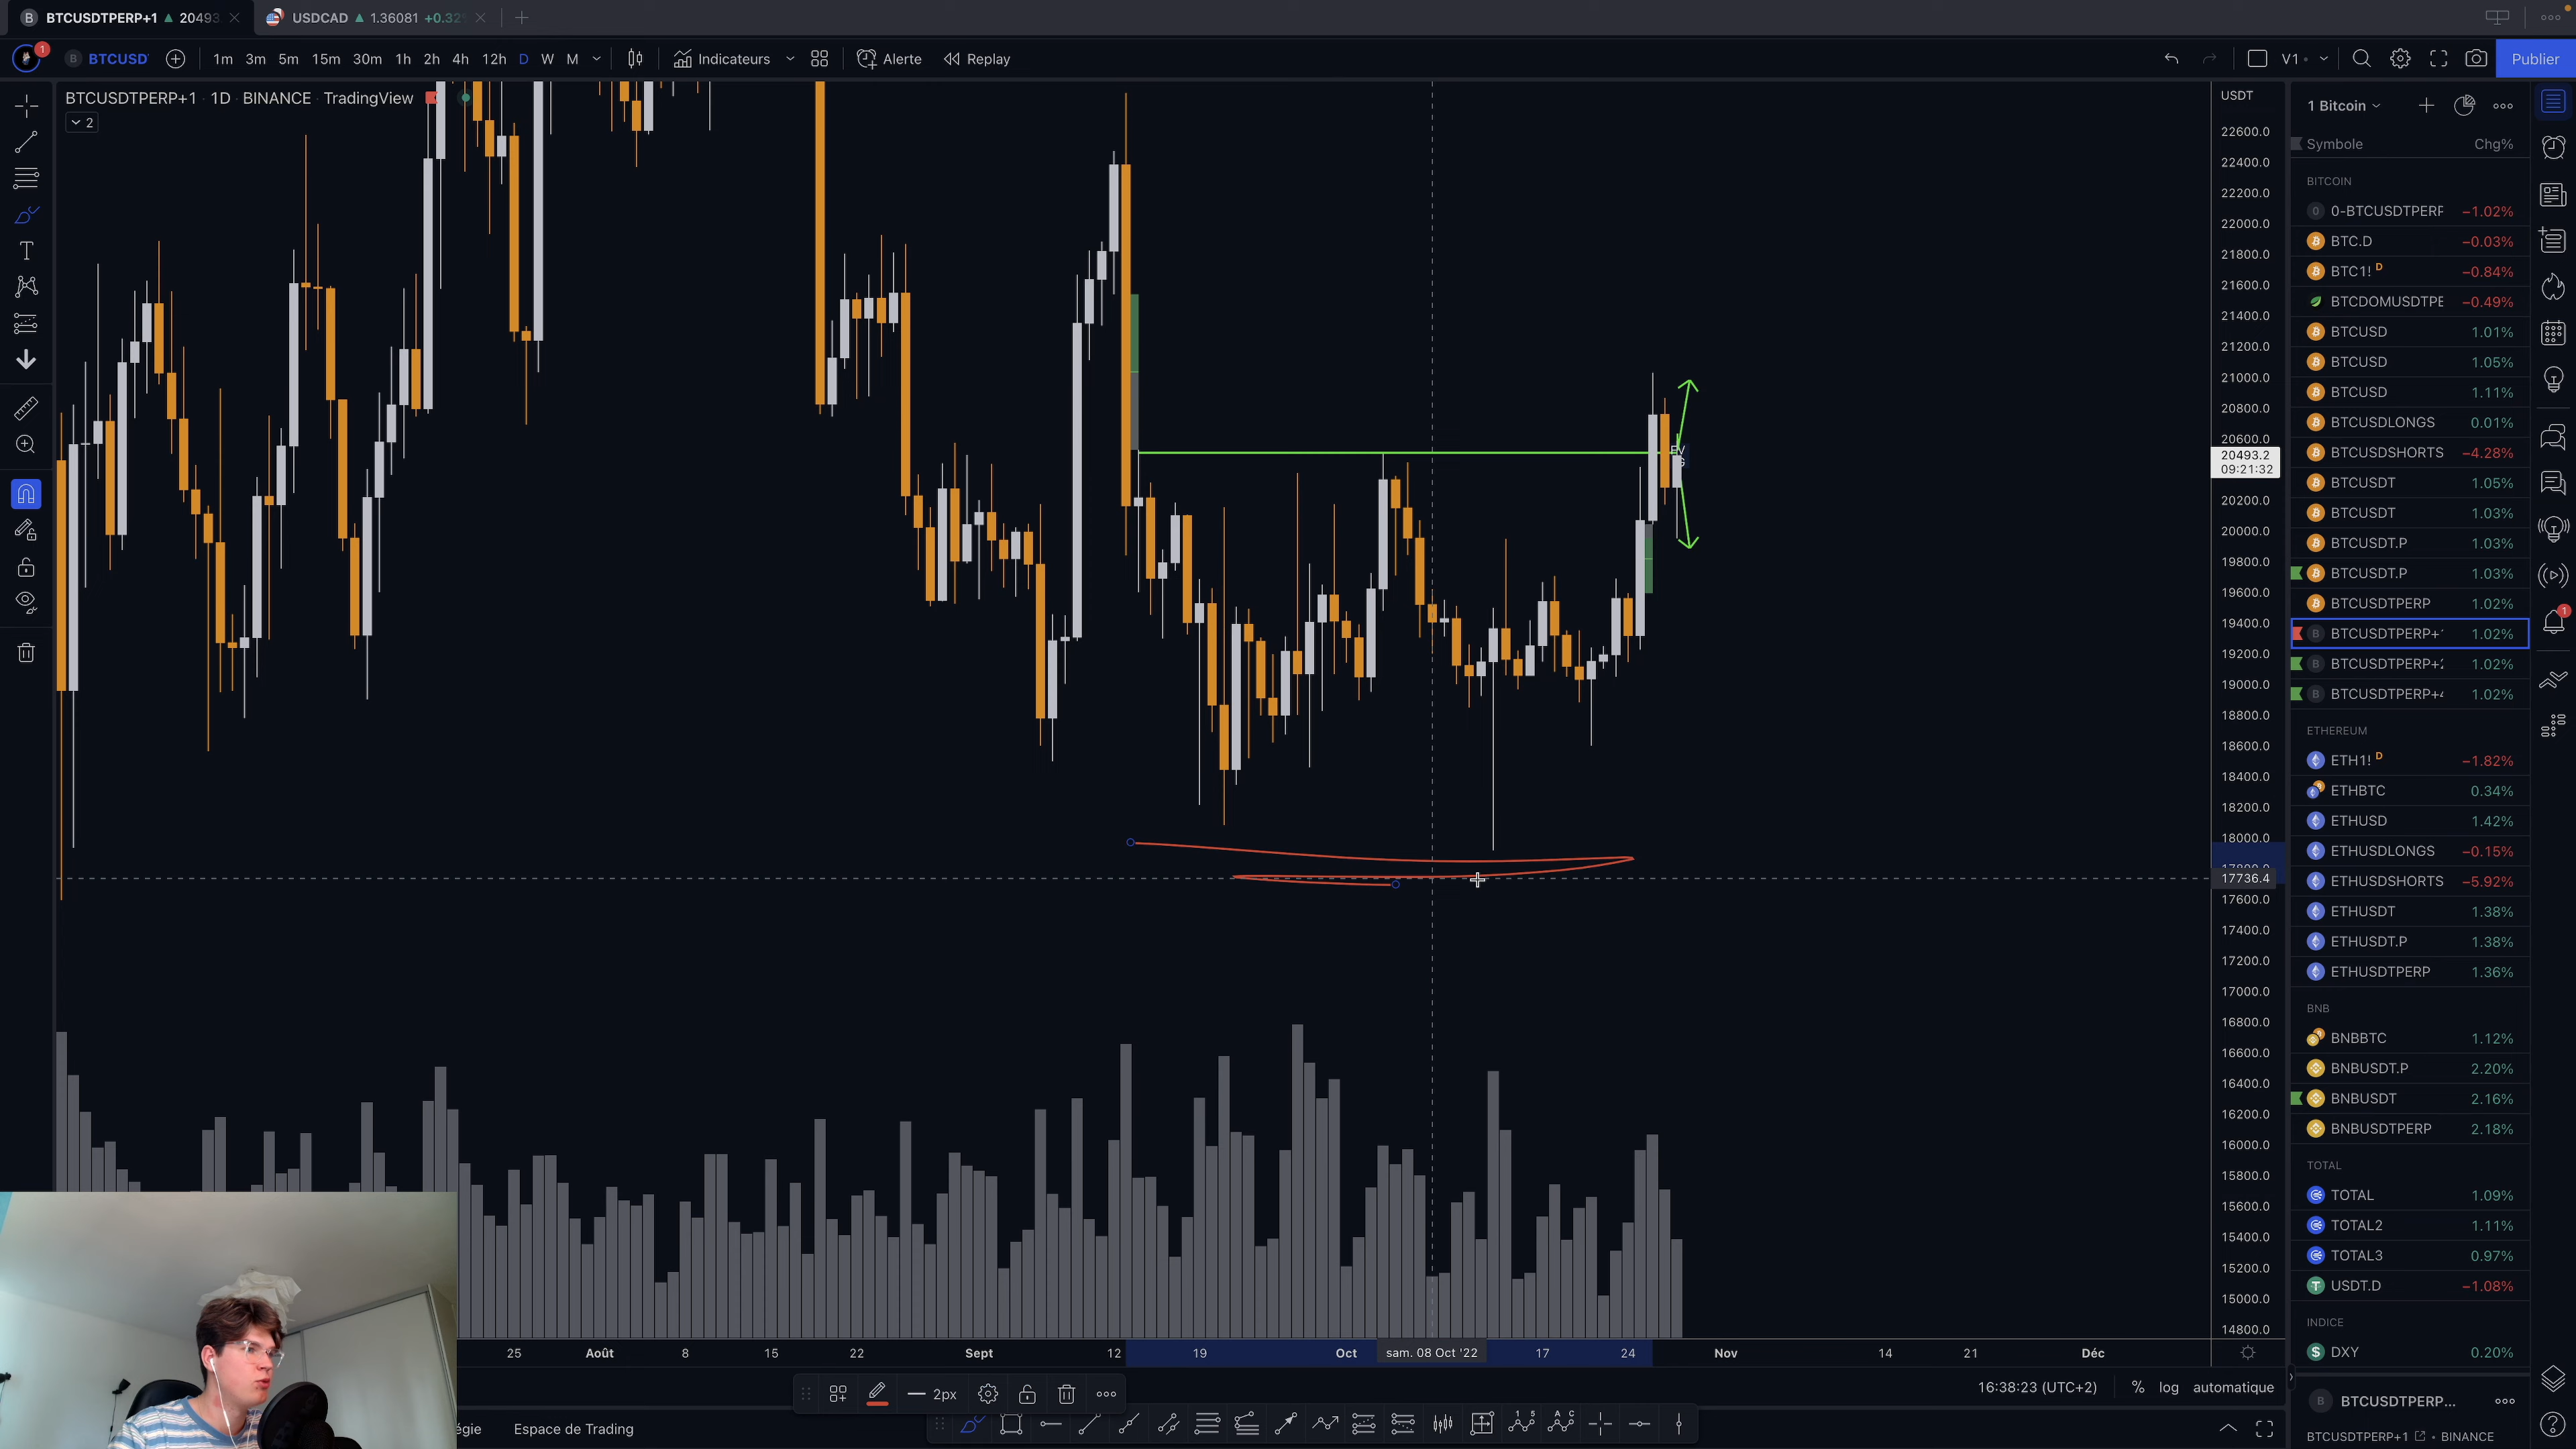 BTCUSDTPERP+1 ▲ 20493
USDCAD ▲ 1.36081 +0.32
1
BTCUSD
1m 3m 5m 15m 30m 1h 2h 4h 12h D W M
Indicateurs
Alerte
Replay
V1
Publier
BTCUSDTPERP+1 · 1D · BINANCE · TradingView
2
USDT
22600.0
22400.0
22200.0
22000.0
21800.0
21600.0
21400.0
21200.0
21000.0
20800.0
20600.0
20493.2
09:21:32
20200.0
20000.0
19800.0
19600.0
19400.0
19200.0
19000.0
18800.0
18600.0
18400.0
18200.0
18000.0
17800.0
17736.4
17600.0
17400.0
17200.0
17000.0
16800.0
16600.0
16400.0
16200.0
16000.0
15800.0
15600.0
15400.0
15200.0
15000.0
14800.0
25 Août 8 15 22 Sept 12 19 Oct sam. 08 Oct '22 17 24 Nov 14 21 Déc
16:38:23 (UTC+2) % log automatique
2px
égie
Espace de Trading
1 Bitcoin
Symbole Chg%
BITCOIN
0-BTCUSDTPERP −1.02%
BTC.D −0.03%
BTC1! D −0.84%
BTCDOMUSDTPE −0.49%
BTCUSD 1.01%
BTCUSD 1.05%
BTCUSD 1.11%
BTCUSDLONGS 0.01%
BTCUSDSHORTS −4.28%
BTCUSDT 1.05%
BTCUSDT 1.03%
BTCUSDT.P 1.03%
BTCUSDT.P 1.03%
BTCUSDTPERP 1.02%
BTCUSDTPERP+1 1.02%
BTCUSDTPERP+2 1.02%
BTCUSDTPERP+4 1.02%
ETHEREUM
ETH1! D −1.82%
ETHBTC 0.34%
ETHUSD 1.42%
ETHUSDLONGS −0.15%
ETHUSDSHORTS −5.92%
ETHUSDT 1.38%
ETHUSDT.P 1.38%
ETHUSDTPERP 1.36%
BNB
BNBBTC 1.12%
BNBUSDT.P 2.20%
BNBUSDT 2.16%
BNBUSDTPERP 2.18%
TOTAL
TOTAL 1.09%
TOTAL2 1.11%
TOTAL3 0.97%
USDT.D −1.08%
INDICE
DXY 0.20%
BTCUSDTPERP...
BTCUSDTPERP+1 • BINANCE
1